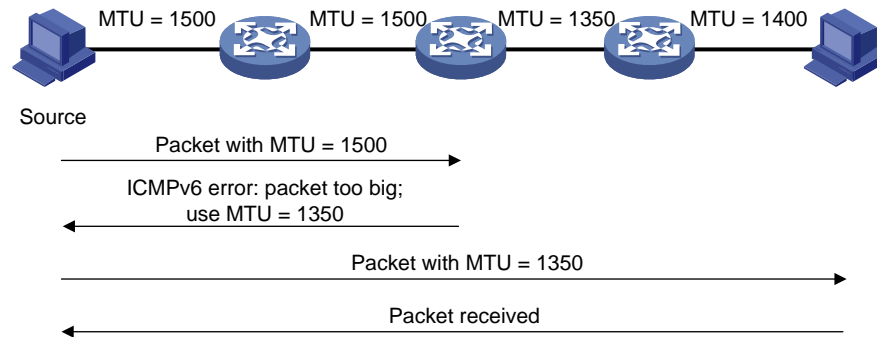 MTU = 1500 MTU = 1500 MTU = 1350 MTU = 1400
Source
Packet with MTU = 1500
ICMPv6 error: packet too big;
use MTU = 1350
Packet with MTU = 1350
Packet received